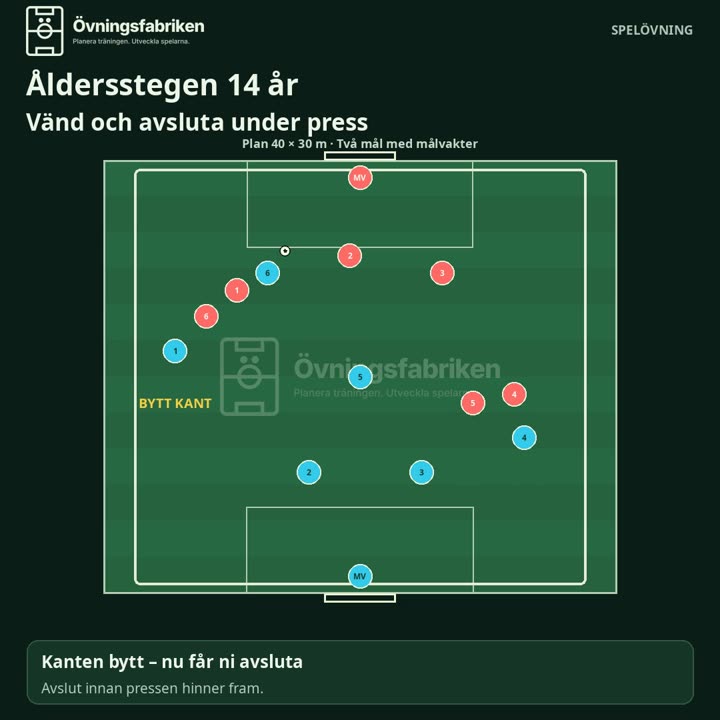 Övningsfabriken
Planera träningen. Utveckla spelarna.
SPELÖVNING
Åldersstegen 14 år
Vänd och avsluta under press
Plan 40 × 30 m · Två mål med målvakter
MV
2
6
3
1
6
1
Övningsfabriken
5
Planera träningen. Utveckla spelarna.
4
BYTT KANT
5
4
2
3
MV
Kanten bytt – nu får ni avsluta
Avslut innan pressen hinner fram.